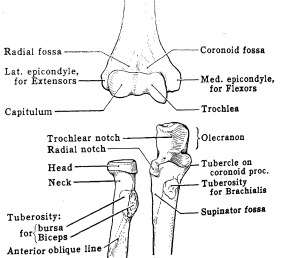 Radial fossa
Coronoid fossa
Lat. epicondyle,
for Extensors
Med. epicondyle,
for Flexors
Capitulum
Trochlea
Trochlear notch
Olecranon
Radial notch
Head
Tubercle on
coronoid proc.
Neck
Tuberosity
for Brachialis
Tuberosity:
for { bursa
Biceps
Supinator fossa
Anterior oblique line